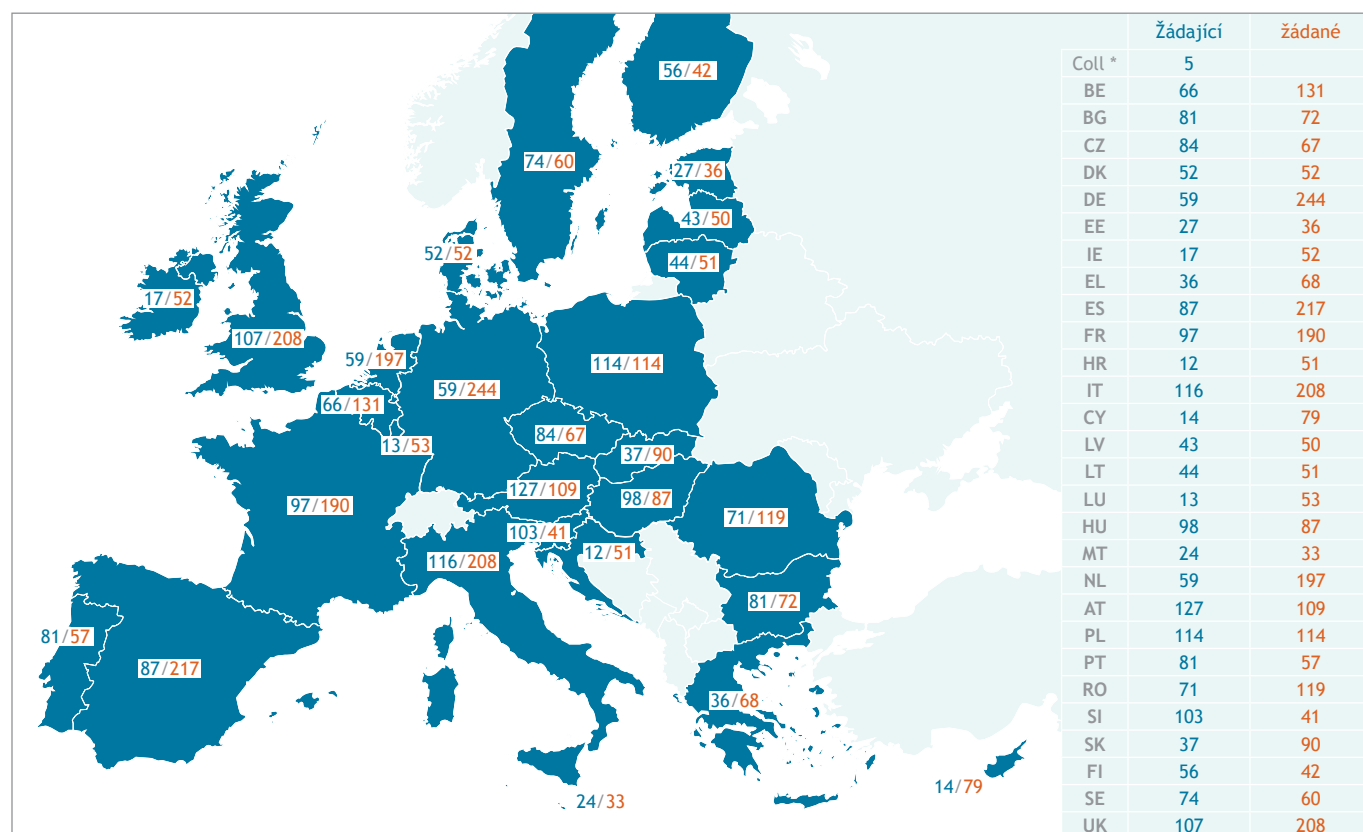 56/42
74/60
27/36
43/50
52/52
44/51
17/52
107/208
59/197
114/114
59/244
66/131
84/67
13/53
37/90
127/109
98/87
97/190
71/119
103/41
12/51
116/208
81/72
81/57
87/217
36/68
14/79
24/33
Žádající žádané
Coll * 5
BE 66 131
BG 81 72
CZ 84 67
DK 52 52
DE 59 244
EE 27 36
IE 17 52
EL 36 68
ES 87 217
FR 97 190
HR 12 51
IT 116 208
CY 14 79
LV 43 50
LT 44 51
LU 13 53
HU 98 87
MT 24 33
NL 59 197
AT 127 109
PL 114 114
PT 81 57
RO 71 119
SI 103 41
SK 37 90
FI 56 42
SE 74 60
UK 107 208